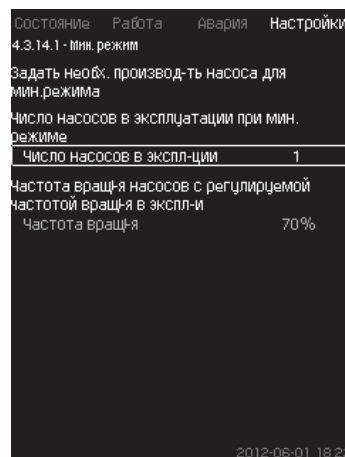 Состояние Работа Авария Настройки
4.3.14.1 - Мин. режим
Задать необх. производ-ть насоса для
мин.режима
Число насосов в эксплуатации при мин.
режиме
Число насосов в экспл-ции 1
Частота вращ-я насосов с регулируемой
частотой вращ-я в экспл-и
Частота вращ-я 70%
2012-06-01 18:22